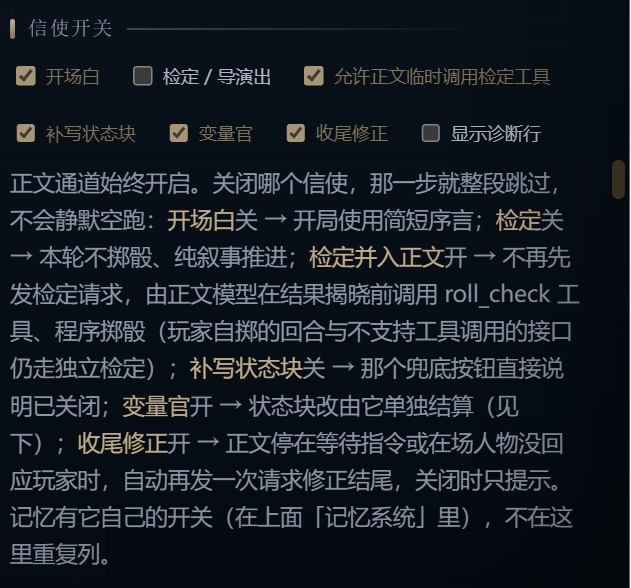 信使开关
开场白 检定 / 导演出 允许正文临时调用检定工具
补写状态块 变量官 收尾修正 显示诊断行
正文通道始终开启。关闭哪个信使，那一步就整段跳过，
不会静默空跑：开场白关 → 开局使用简短序言；检定关
→ 本轮不掷骰、纯叙事推进；检定并入正文开 → 不再先
发检定请求，由正文模型在结果揭晓前调用 roll_check 工
具、程序掷骰（玩家自掷的回合与不支持工具调用的接口
仍走独立检定）；补写状态块关 → 那个兜底按钮直接说
明已关闭；变量官开 → 状态块改由它单独结算（见
下）；收尾修正开 → 正文停在等待指令或在场人物没回
应玩家时，自动再发一次请求修正结尾，关闭时只提示。
记忆有它自己的开关（在上面「记忆系统」里），不在这
里重复列。